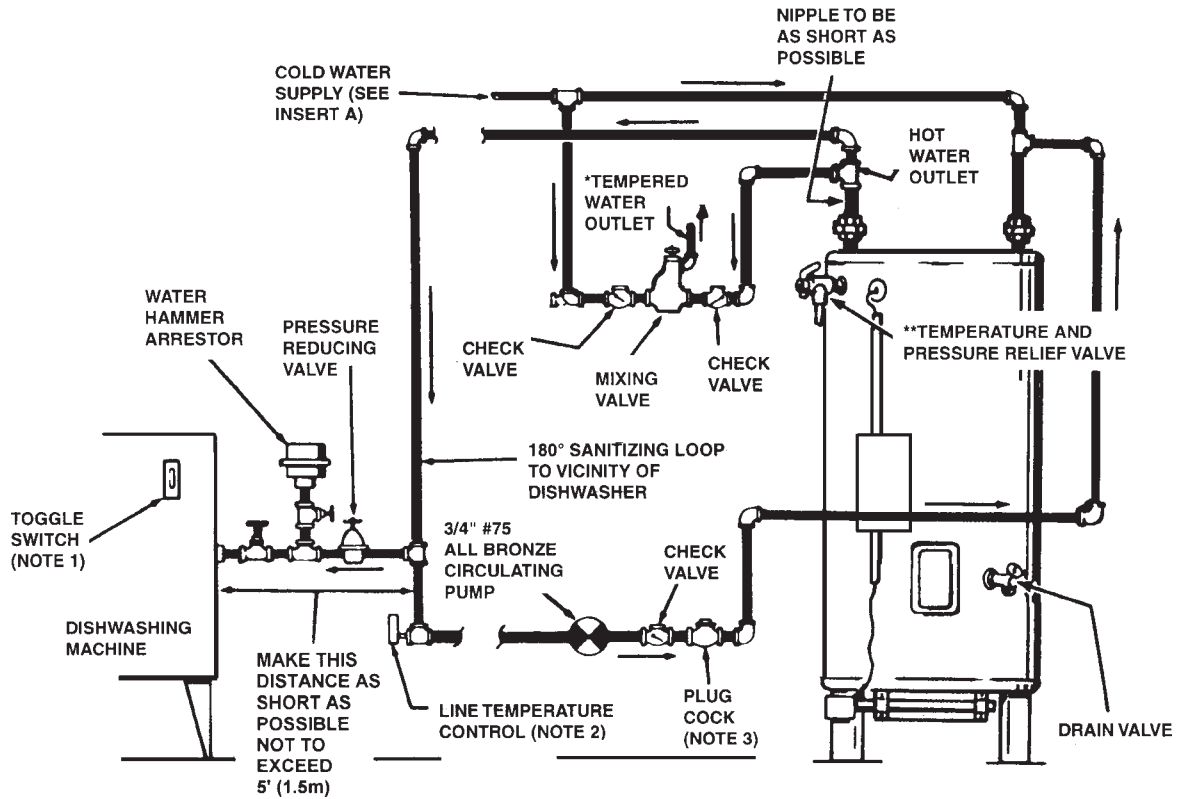 NIPPLE TO BE
AS SHORT AS
POSSIBLE
COLD WATER
SUPPLY (SEE
INSERT A)
HOT
WATER
OUTLET
*TEMPERED
WATER
OUTLET
WATER
HAMMER
ARRESTOR
PRESSURE
REDUCING
VALVE
CHECK
VALVE
MIXING
VALVE
CHECK
VALVE
**TEMPERATURE AND
PRESSURE RELIEF VALVE
180° SANITIZING LOOP
TO VICINITY OF
DISHWASHER
TOGGLE
SWITCH
(NOTE 1)
3/4" #75
ALL BRONZE
CIRCULATING
PUMP
CHECK
VALVE
DISHWASHING
MACHINE
MAKE THIS
DISTANCE AS
SHORT AS
POSSIBLE
NOT TO
EXCEED
5' (1.5m)
LINE TEMPERATURE
CONTROL (NOTE 2)
PLUG
COCK
(NOTE 3)
DRAIN VALVE